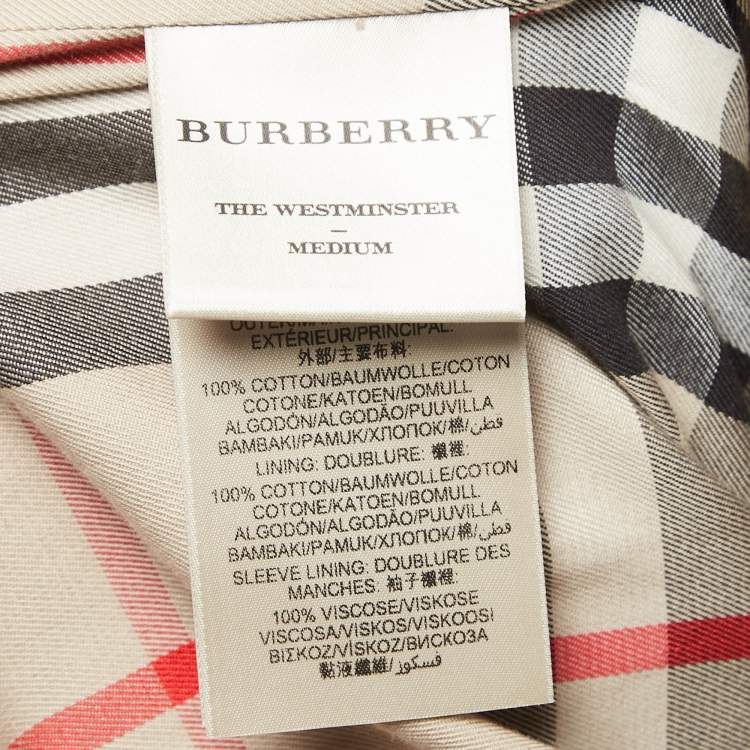 BURBERRY
THE WESTMINSTER
–
MEDIUM
EXTÉRIEUR/PRINCIPAL:
外部/主要布料:
100% COTTON/BAUMWOLLE/COTON
COTONE/KATOEN/BOMULL
ALGODÓN/ALGODÃO/PUUVILLA
BAMBAKI/PAMUK/ХЛОПОК/棉/قطن
LINING: DOUBLURE: 襯裡:
100% COTTON/BAUMWOLLE/COTON
COTONE/KATOEN/BOMULL
ALGODÓN/ALGODÃO/PUUVILLA
BAMBAKI/PAMUK/ХЛОПОК/棉/قطن
SLEEVE LINING: DOUBLURE DES
MANCHES: 袖子襯裡:
100% VISCOSE/VISKOSE
VISCOSA/VISKOS/VISKOOSI
ΒΙΣΚΟΖ/VİSKOZ/ВИСКОЗА
黏液纖維/فسكوز